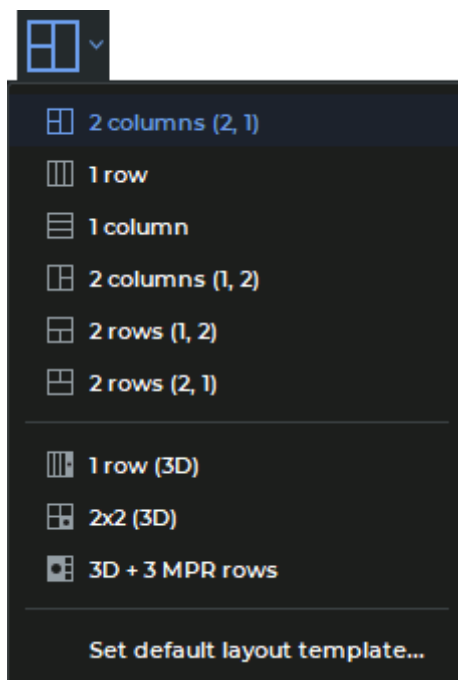 2 columns (2, 1)
1 row
1 column
2 columns (1, 2)
2 rows (1, 2)
2 rows (2, 1)
1 row (3D)
2x2 (3D)
3D + 3 MPR rows
Set default layout template...